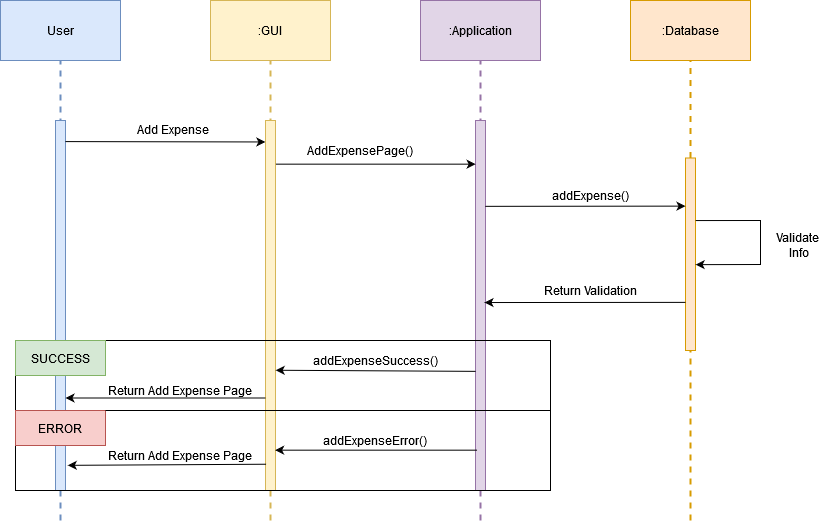 User
:GUI
:Application
:Database
Add Expense
AddExpensePage()
addExpense()
Validate
Info
Return Validation
SUCCESS
addExpenseSuccess()
Return Add Expense Page
ERROR
addExpenseError()
Return Add Expense Page